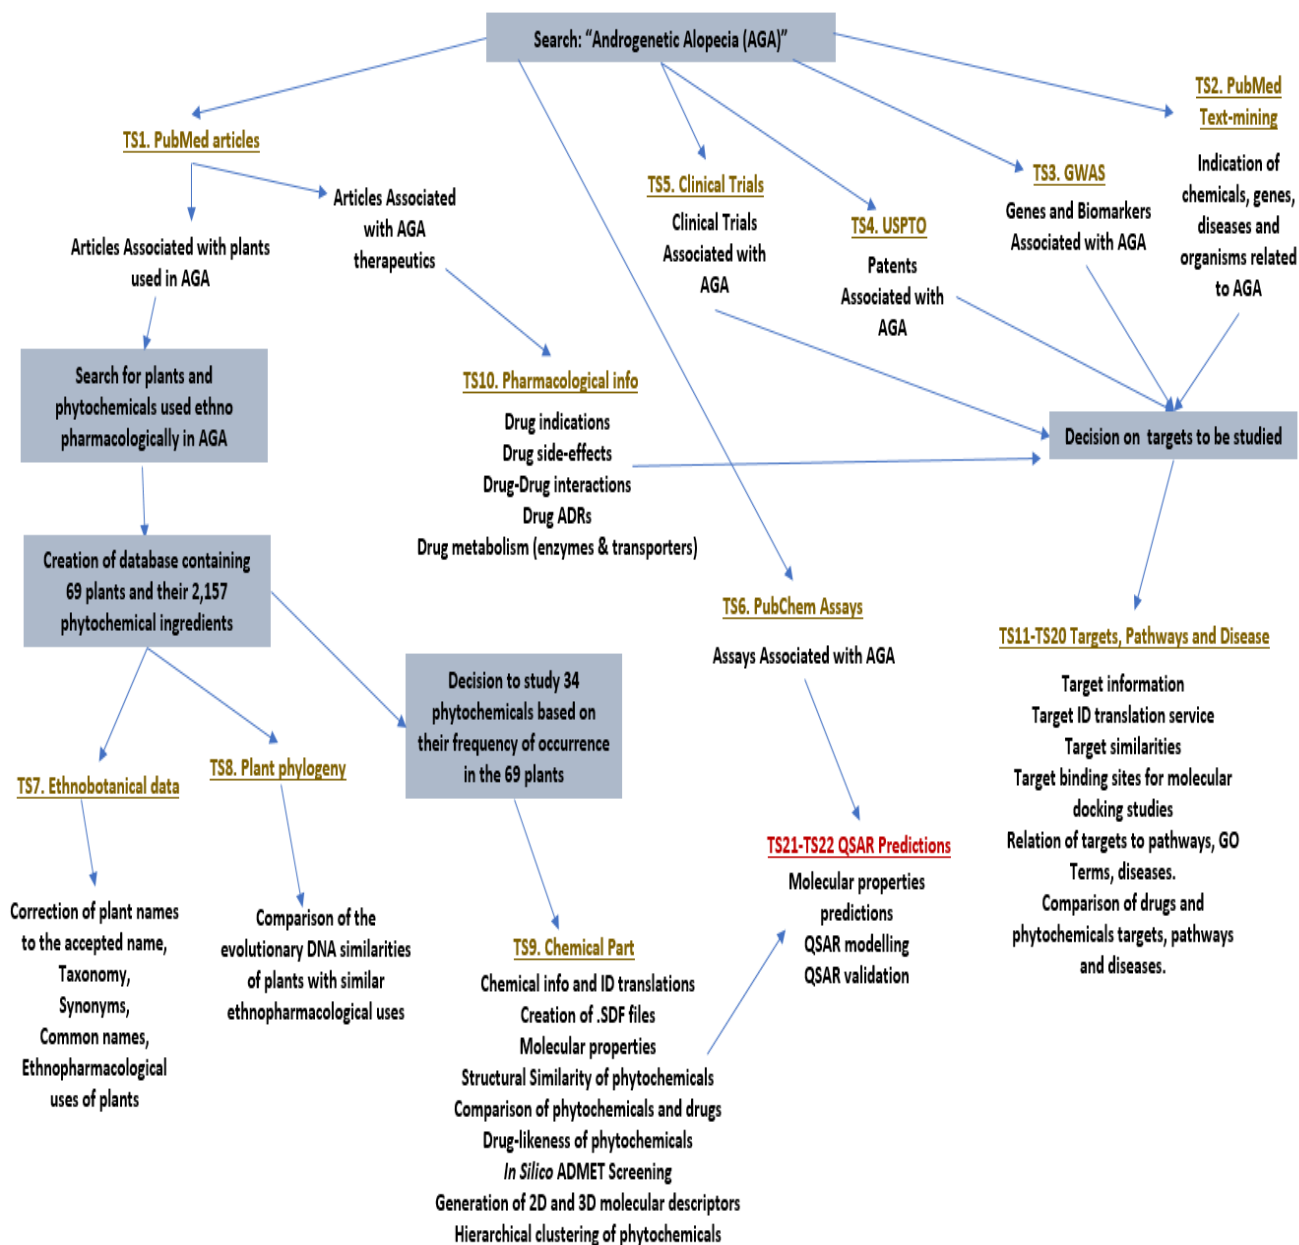 Search: “Androgenetic Alopecia (AGA)”
TS1. PubMed articles
Articles Associated with plants
used in AGA
Articles Associated
with AGA
therapeutics
TS5. Clinical Trials
Clinical Trials
Associated with
AGA
TS4. USPTO
Patents
Associated with
AGA
TS3. GWAS
Genes and Biomarkers
Associated with AGA
TS2. PubMed
Text-mining
Indication of
chemicals, genes,
diseases and
organisms related
to AGA
Search for plants and
phytochemicals used ethno
pharmacologically in AGA
TS10. Pharmacological info
Drug indications
Drug side-effects
Drug-Drug interactions
Drug ADRs
Drug metabolism (enzymes & transporters)
Decision on targets to be studied
Creation of database containing
69 plants and their 2,157
phytochemical ingredients
TS6. PubChem Assays
Assays Associated with AGA
TS11-TS20 Targets, Pathways and Disease
Target information
Target ID translation service
Target similarities
Target binding sites for molecular
docking studies
Relation of targets to pathways, GO
Terms, diseases.
Comparison of drugs and
phytochemicals targets, pathways
and diseases.
Decision to study 34
phytochemicals based on
their frequency of occurrence
in the 69 plants
TS7. Ethnobotanical data
Correction of plant names
to the accepted name,
Taxonomy,
Synonyms,
Common names,
Ethnopharmacological
uses of plants
TS8. Plant phylogeny
Comparison of the
evolutionary DNA similarities
of plants with similar
ethnopharmacological uses
TS9. Chemical Part
Chemical info and ID translations
Creation of .SDF files
Molecular properties
Structural Similarity of phytochemicals
Comparison of phytochemicals and drugs
Drug-likeness of phytochemicals
In Silico ADMET Screening
Generation of 2D and 3D molecular descriptors
Hierarchical clustering of phytochemicals
TS21-TS22 QSAR Predictions
Molecular properties
predictions
QSAR modelling
QSAR validation